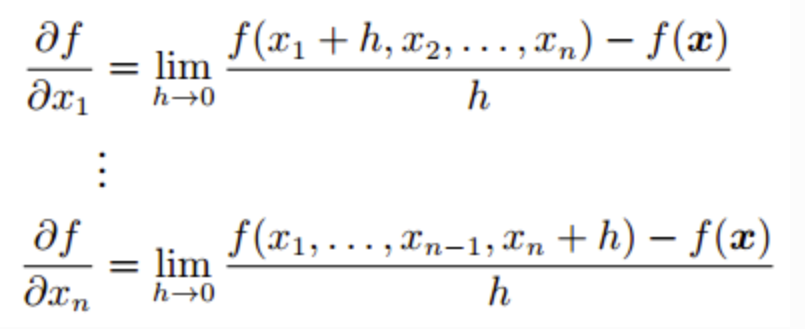 ∂f/∂x₁ = lim_{h→0} (f(x₁ + h, x₂, . . . , xₙ) − f(𝒙)) / h
⋮
∂f/∂xₙ = lim_{h→0} (f(x₁, . . . , xₙ₋₁, xₙ + h) − f(𝒙)) / h